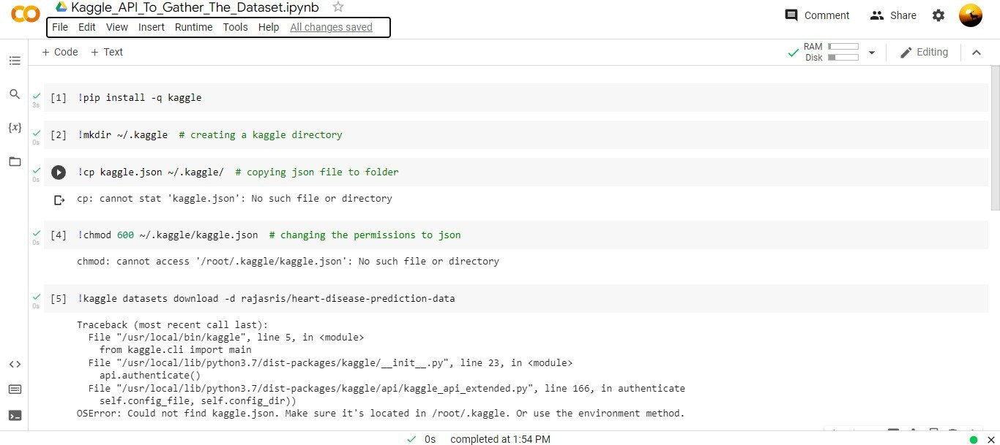 Kaggle_API_To_Gather_The_Dataset.ipynb
Comment Share
File Edit View Insert Runtime Tools Help All changes saved
+ Code + Text
RAM
Disk
Editing
[1] !pip install -q kaggle
3s
{x}
[2] !mkdir ~/.kaggle # creating a kaggle directory
0s
!cp kaggle.json ~/.kaggle/ # copying json file to folder
0s
cp: cannot stat 'kaggle.json': No such file or directory
[4] !chmod 600 ~/.kaggle/kaggle.json # changing the permissions to json
0s
chmod: cannot access '/root/.kaggle/kaggle.json': No such file or directory
[5] !kaggle datasets download -d rajasris/heart-disease-prediction-data
0s
Traceback (most recent call last):
File "/usr/local/bin/kaggle", line 5, in <module>
from kaggle.cli import main
File "/usr/local/lib/python3.7/dist-packages/kaggle/__init__.py", line 23, in <module>
api.authenticate()
File "/usr/local/lib/python3.7/dist-packages/kaggle/api/kaggle_api_extended.py", line 166, in authenticate
self.config_file, self.config_dir))
OSError: Could not find kaggle.json. Make sure it's located in /root/.kaggle. Or use the environment method.
0s completed at 1:54 PM